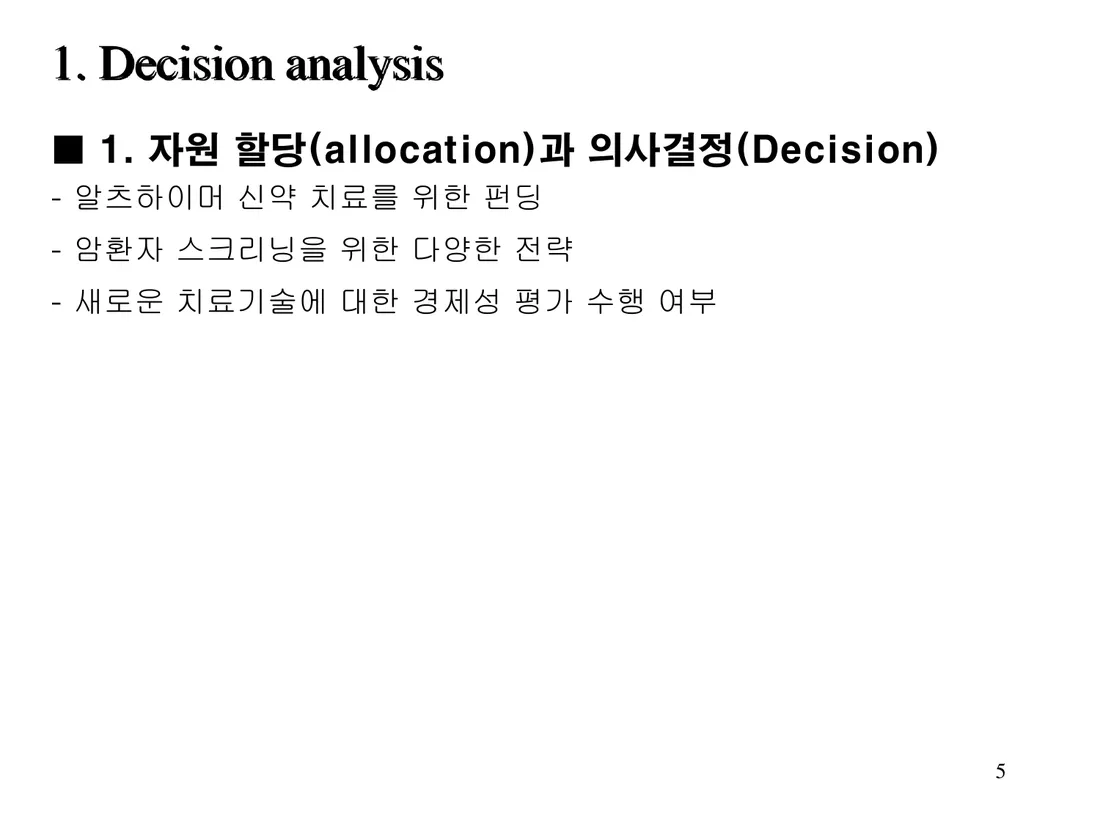 1. Decision analysis
■ 1. 자원 할당(allocation)과 의사결정(Decision)
- 알츠하이머 신약 치료를 위한 펀딩
- 암환자 스크리닝을 위한 다양한 전략
- 새로운 치료기술에 대한 경제성 평가 수행 여부
5